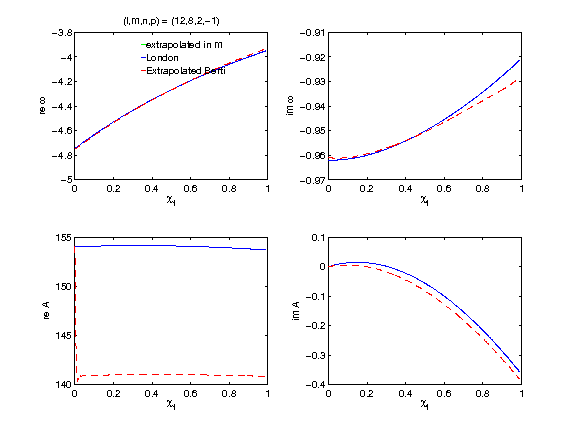 (l,m,n,p) = (12,8,2,−1)
−3.8
−4
−4.2
−4.4
−4.6
−4.8
−5
re ω
extrapolated in m
London
Extrapolated Berti
0 0.2 0.4 0.6 0.8 1
χf
−0.91
−0.92
−0.93
−0.94
−0.95
−0.96
−0.97
im ω
0 0.2 0.4 0.6 0.8 1
χf
155
150
145
140
re A
0 0.2 0.4 0.6 0.8 1
χf
0.1
0
−0.1
−0.2
−0.3
−0.4
im A
0 0.2 0.4 0.6 0.8 1
χf